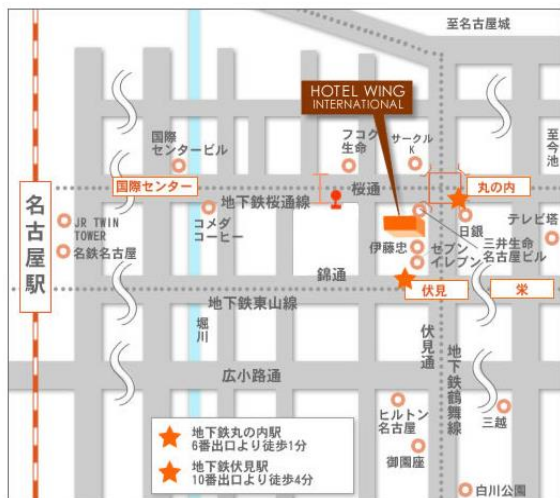 至名古屋城
HOTEL WING
INTERNATIONAL
国際
センタービル
フコク
生命
サークル
K
至
今
池
国際センター
桜通
丸の内
地下鉄桜通線
名古屋駅
JR TWIN
TOWER
名鉄名古屋
コメダ
コーヒー
日銀
テレビ塔
伊藤忠
セブン
イレブン
三井生命
名古屋ビル
錦通
伏見
栄
地下鉄東山線
堀川
伏見通
地下鉄鶴舞線
広小路通
ヒルトン
名古屋
三越
御園座
白川公園
地下鉄丸の内駅
6番出口より徒歩1分
地下鉄伏見駅
10番出口より徒歩4分